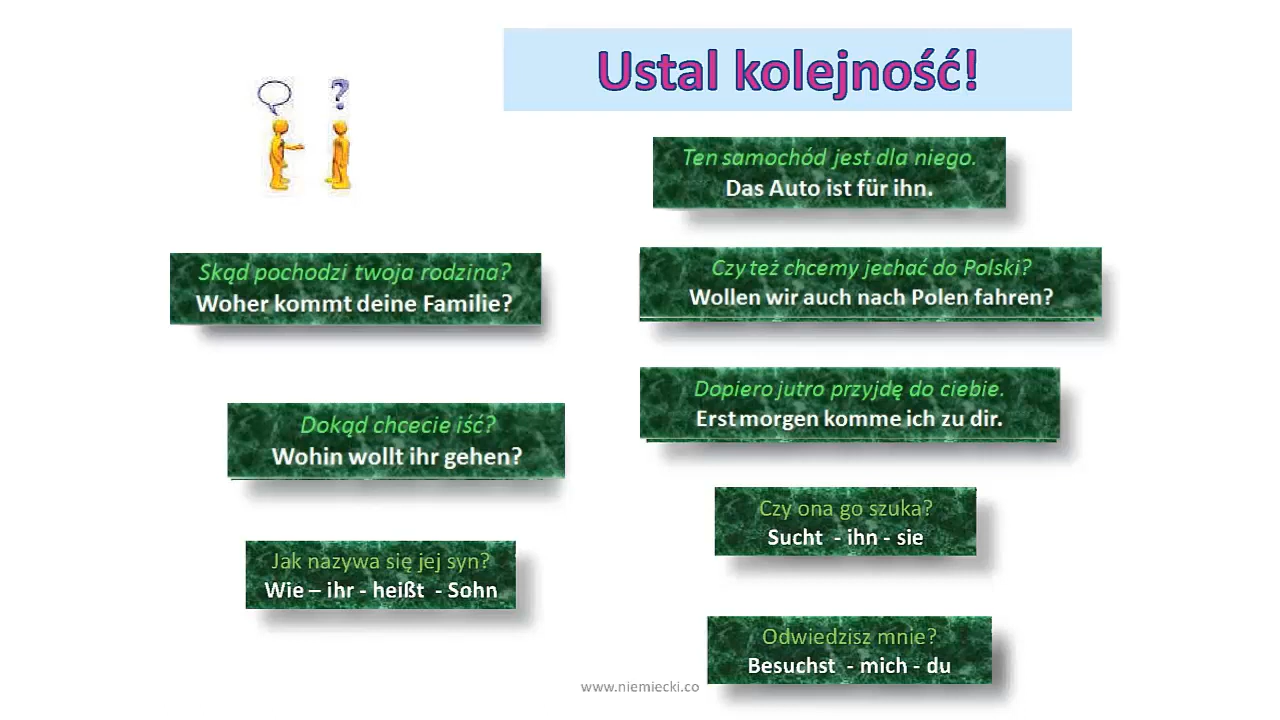 Ustal kolejność!
?
Ten samochód jest dla niego.
Das Auto ist für ihn.
Skąd pochodzi twoja rodzina?
Woher kommt deine Familie?
Czy też chcemy jechać do Polski?
Wollen wir auch nach Polen fahren?
Dopiero jutro przyjdę do ciebie.
Erst morgen komme ich zu dir.
Dokąd chcecie iść?
Wohin wollt ihr gehen?
Czy ona go szuka?
Sucht - ihn - sie
Jak nazywa się jej syn?
Wie – ihr - heißt - Sohn
Odwiedzisz mnie?
Besuchst - mich - du
www.niemiecki.co